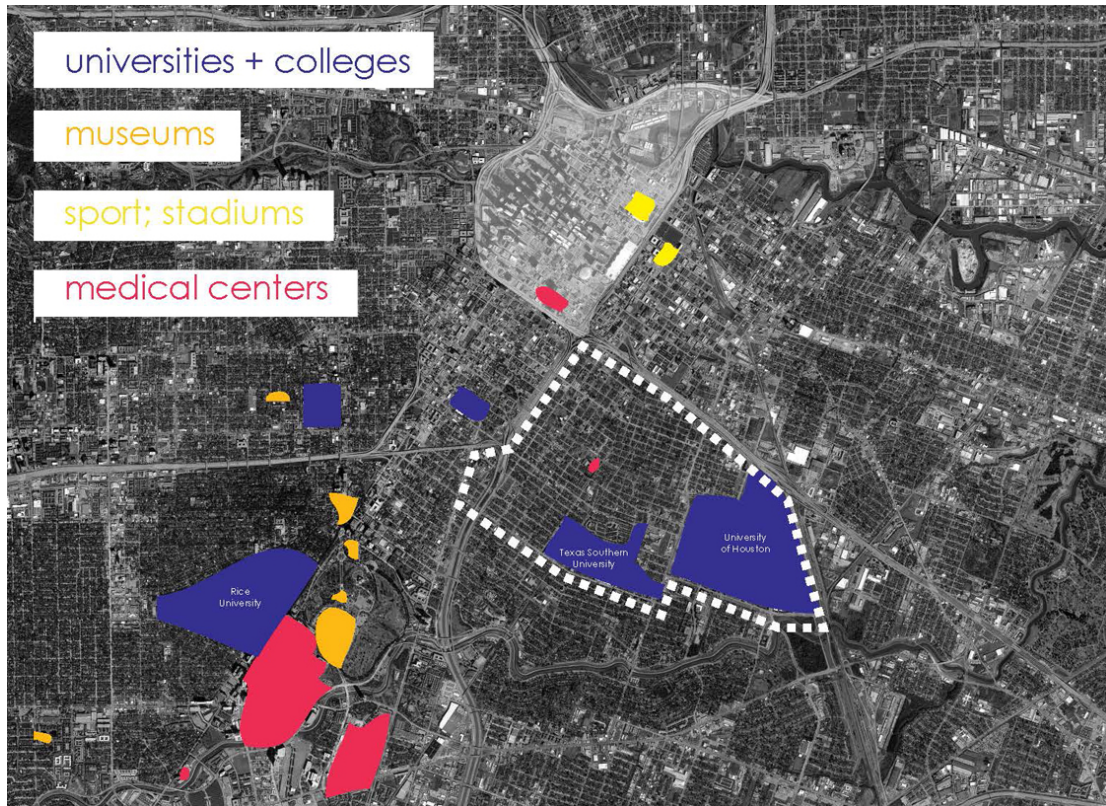 universities + colleges
museums
sport; stadiums
medical centers
Rice
University
Texas Southern
University
University
of Houston